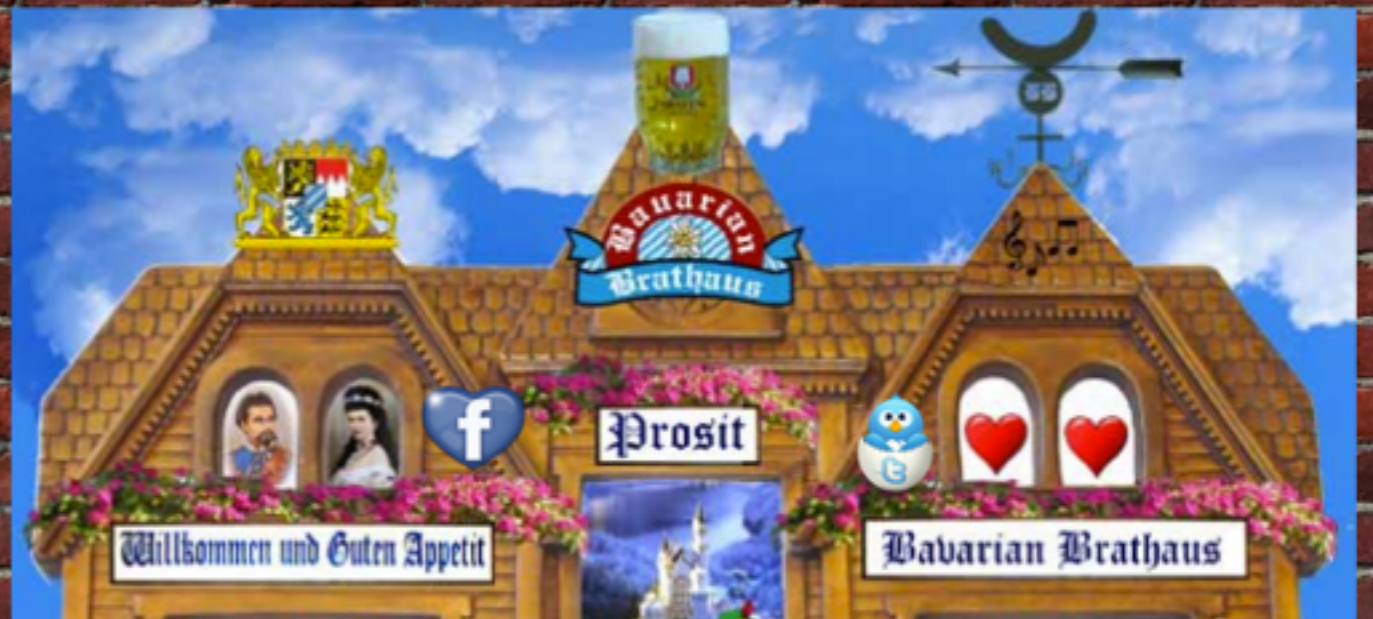 Bavarian
Brathaus
f
Prosit
t
Willkommen und Guten Appetit
Bavarian Brathaus